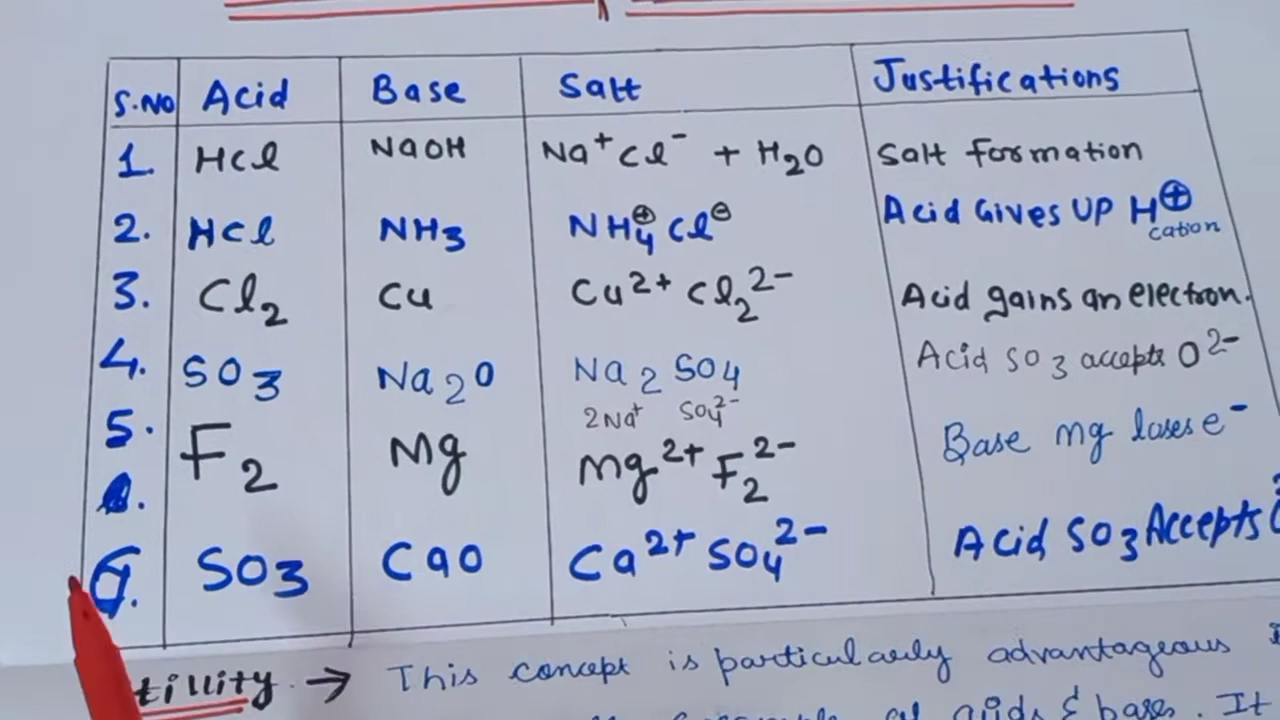 S.No Acid Base Salt Justifications
1. HCl NaOH Na⁺Cl⁻ + H₂O Salt formation
2. HCl NH₃ NH₄⊕Cl⊖ Acid Gives UP H⊕
cation
3. Cl₂ Cu Cu²⁺ Cl₂²⁻ Acid gains an electron.
4. SO₃ Na₂O Na₂SO₄ Acid SO₃ accepts O²⁻
2Na⁺ SO₄²⁻
5. F₂ Mg Mg²⁺ F₂²⁻ Base mg loses e⁻
SO₃ CaO Ca²⁺ SO₄²⁻ Acid SO₃ Accepts
tillity → This concept is particularly advantageous
of acids & bases. It